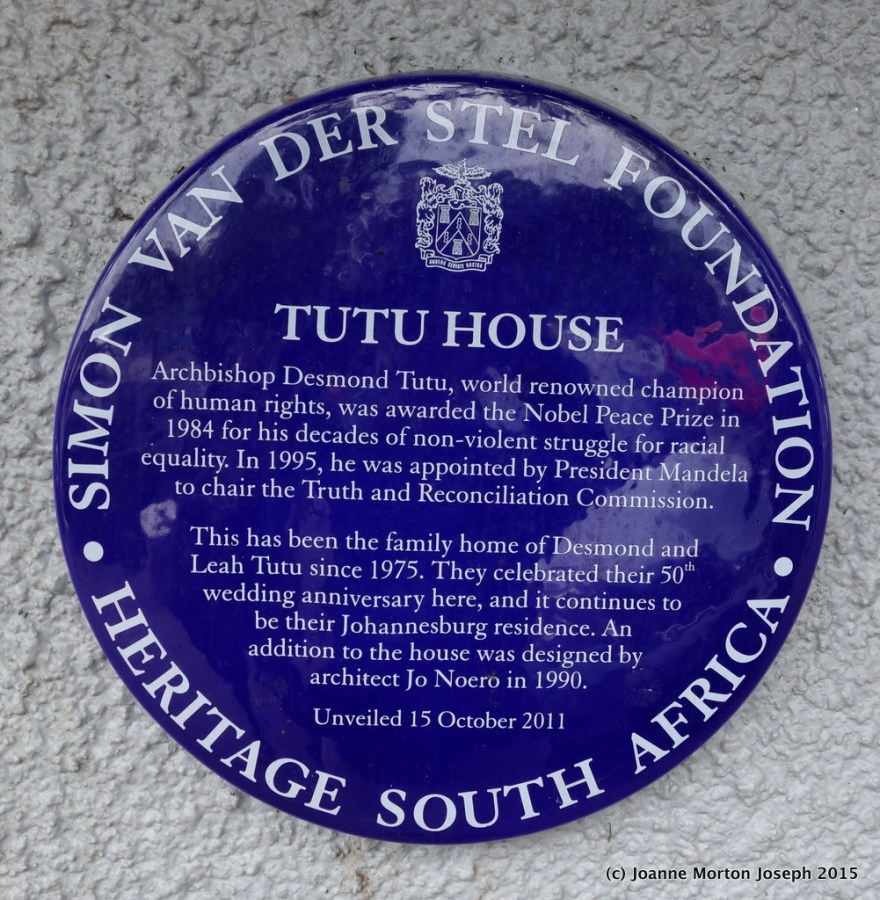 SIMON VAN DER STEL FOUNDATION
TUTU HOUSE
Archbishop Desmond Tutu, world renowned champion
of human rights, was awarded the Nobel Peace Prize in
1984 for his decades of non-violent struggle for racial
equality. In 1995, he was appointed by President Mandela
to chair the Truth and Reconciliation Commission.
This has been the family home of Desmond and
Leah Tutu since 1975. They celebrated their 50th
wedding anniversary here, and it continues to
be their Johannesburg residence. An
addition to the house was designed by
architect Jo Noero in 1990.
Unveiled 15 October 2011
• HERITAGE SOUTH AFRICA •
(c) Joanne Morton Joseph 2015